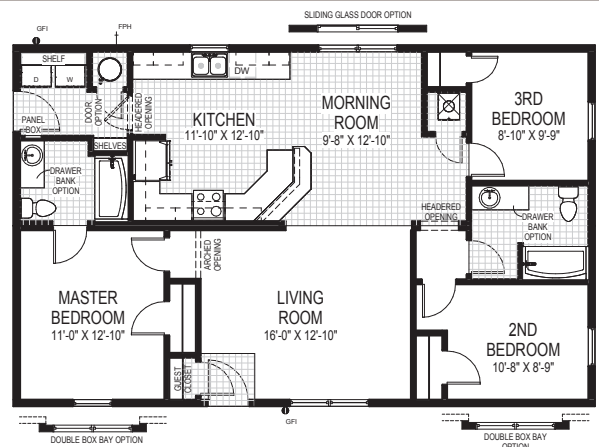 SLIDING GLASS DOOR OPTION
GFI
FPH
SHELF
D
W
DW
PANEL
BOX
DOOR
OPTION
HEADERED
OPENING
KITCHEN
11'-10" X 12'-10"
MORNING
ROOM
9'-8" X 12'-10"
3RD
BEDROOM
8'-10" X 9'-9"
SHELVES
DRAWER
BANK
OPTION
HEADERED
OPENING
DRAWER
BANK
OPTION
ARCHED
OPENING
MASTER
BEDROOM
11'-0" X 12'-10"
LIVING
ROOM
16'-0" X 12'-10"
2ND
BEDROOM
10'-8" X 8'-9"
GUEST
CLOSET
GFI
DOUBLE BOX BAY OPTION
DOUBLE BOX BAY
OPTION